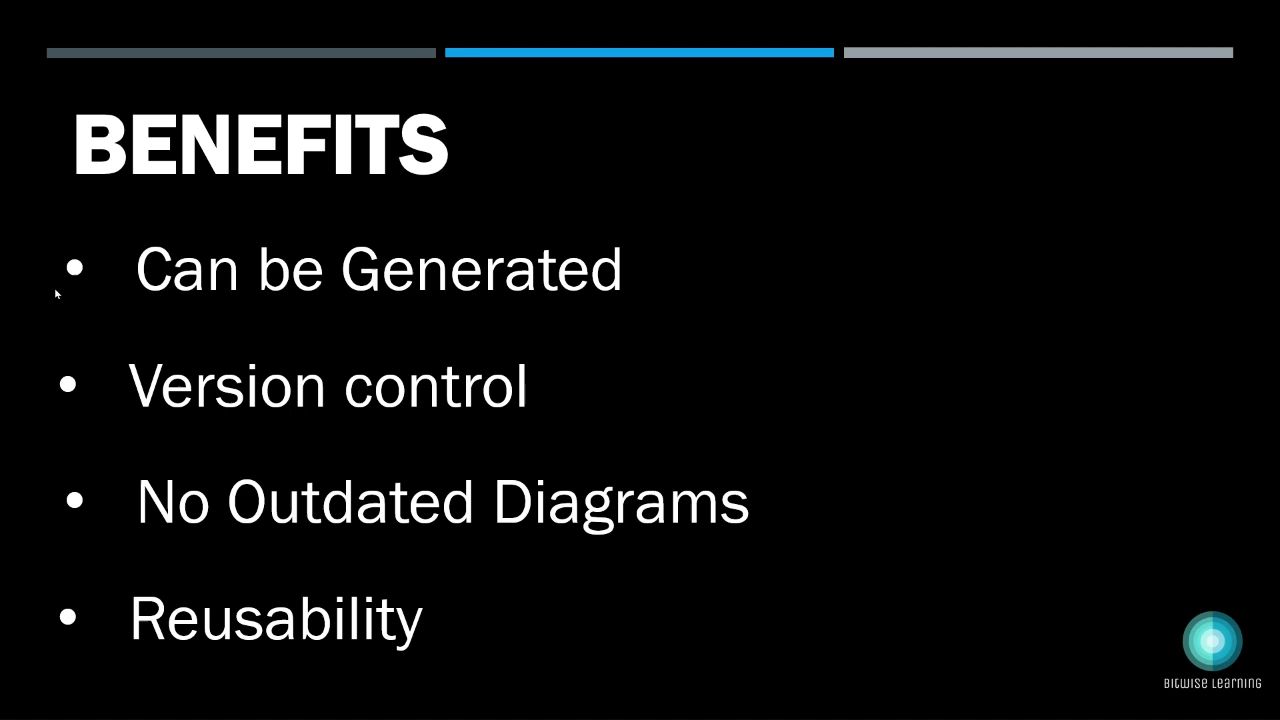 BENEFITS
• Can be Generated
• Version control
• No Outdated Diagrams
• Reusability
Bitwise Learning